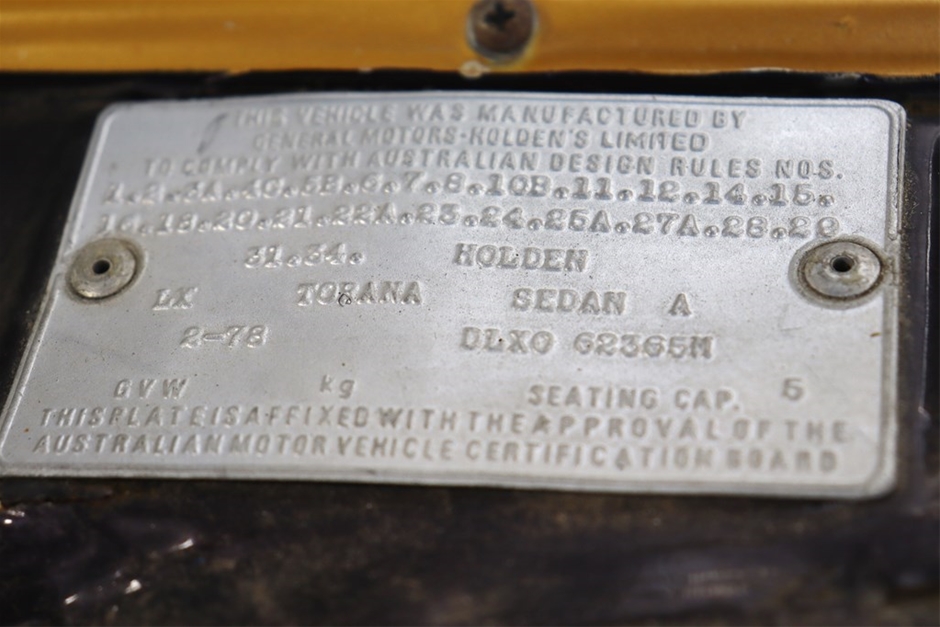 THIS VEHICLE WAS MANUFACTURED BY
GENERAL MOTORS-HOLDEN'S LIMITED
TO COMPLY WITH AUSTRALIAN DESIGN RULES NOS.
1.2.3A.4C.5B.6.7.8.10B.11.12.14.15.
16.18.20.21.22A.23.24.25A.27A.28.29
31.34. HOLDEN
LX TORANA SEDAN A
2-78 DLXO 62365M
GVW kg SEATING CAP. 5
THIS PLATE IS AFFIXED WITH THE APPROVAL OF THE
AUSTRALIAN MOTOR VEHICLE CERTIFICATION BOARD